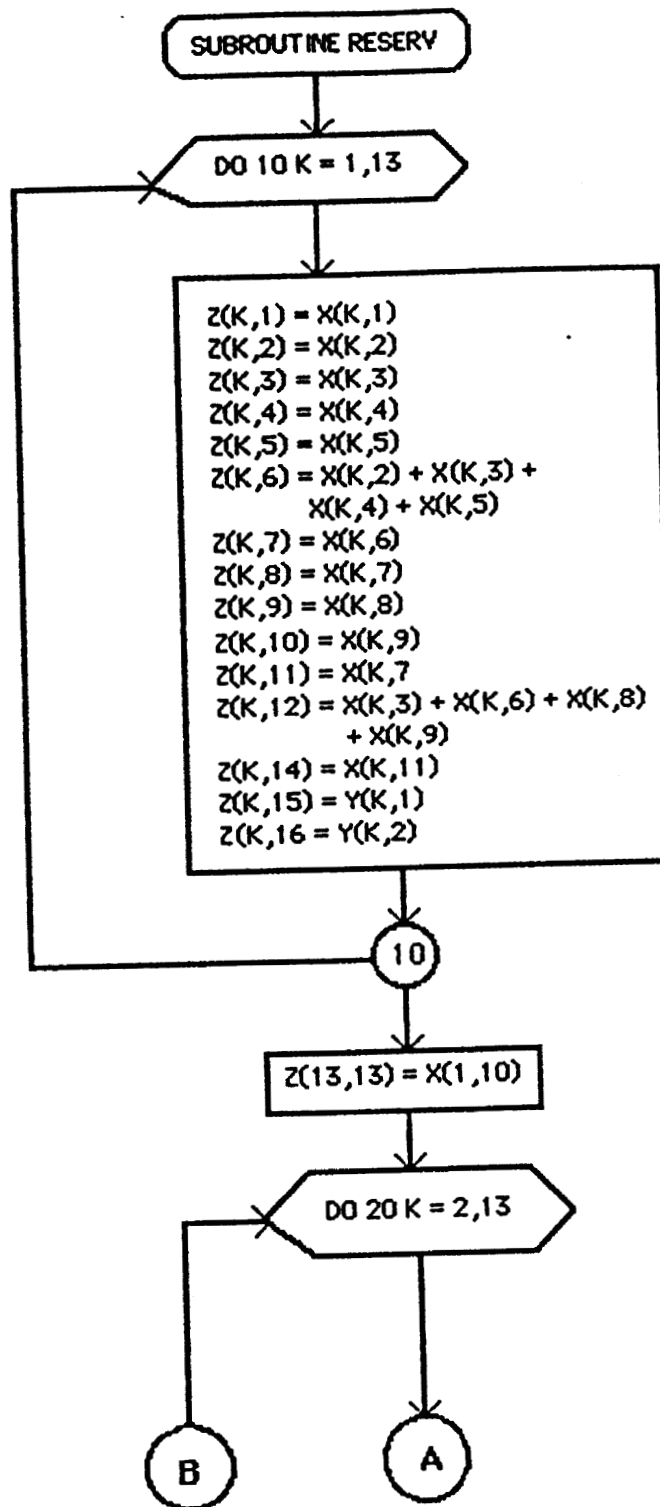 SUBROUTINE RESERV
DO 10 K = 1,13
Z(K,1) = X(K,1)
Z(K,2) = X(K,2)
Z(K,3) = X(K,3)
Z(K,4) = X(K,4)
Z(K,5) = X(K,5)
Z(K,6) = X(K,2) + X(K,3) +
X(K,4) + X(K,5)
Z(K,7) = X(K,6)
Z(K,8) = X(K,7)
Z(K,9) = X(K,8)
Z(K,10) = X(K,9)
Z(K,11) = X(K,7
Z(K,12) = X(K,3) + X(K,6) + X(K,8)
+ X(K,9)
Z(K,14) = X(K,11)
Z(K,15) = Y(K,1)
Z(K,16 = Y(K,2)
10
Z(13,13) = X(1,10)
DO 20 K = 2,13
B
A